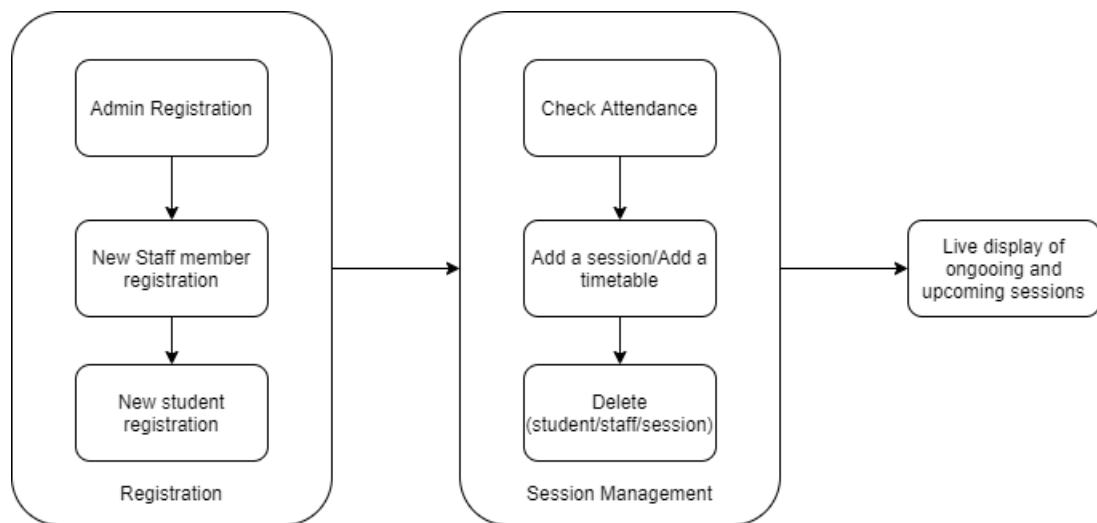 Admin Registration
New Staff member
registration
New student
registration
Registration
Check Attendance
Add a session/Add a
timetable
Delete
(student/staff/session)
Session Management
Live display of
ongooing and
upcoming sessions